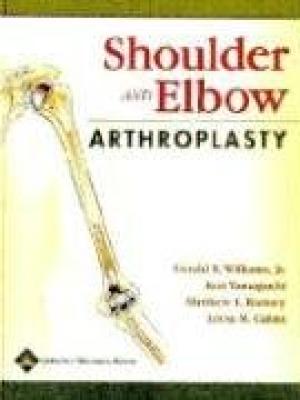 Shoulder
AND Elbow
ARTHROPLASTY
Gerald R. Williams, Jr.
Ken Yamaguchi
Matthew L. Ramsey
Leesa M. Galatz